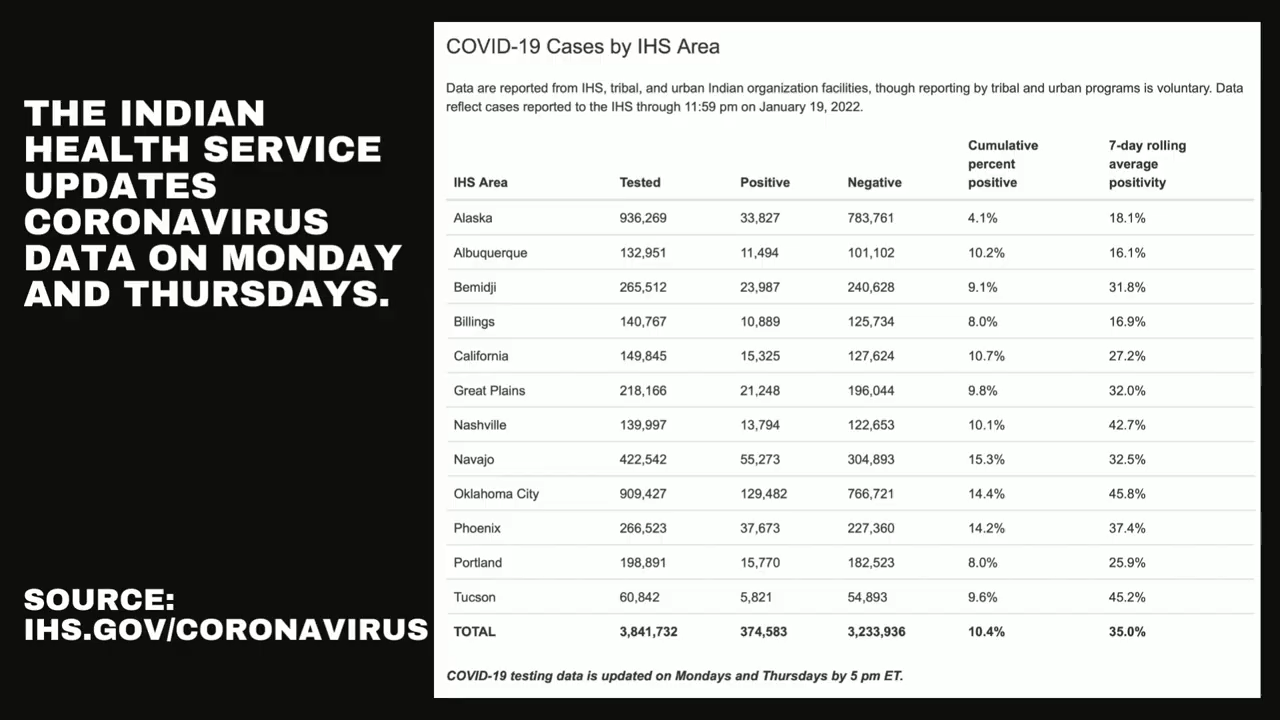 THE INDIAN
HEALTH SERVICE
UPDATES
CORONAVIRUS
DATA ON MONDAY
AND THURSDAYS.
SOURCE:
IHS.GOV/CORONAVIRUS
COVID-19 Cases by IHS Area
Data are reported from IHS, tribal, and urban Indian organization facilities, though reporting by tribal and urban programs is voluntary. Data
reflect cases reported to the IHS through 11:59 pm on January 19, 2022.
IHS Area Tested Positive Negative Cumulative percent positive 7-day rolling average positivity
Alaska 936,269 33,827 783,761 4.1% 18.1%
Albuquerque 132,951 11,494 101,102 10.2% 16.1%
Bemidji 265,512 23,987 240,628 9.1% 31.8%
Billings 140,767 10,889 125,734 8.0% 16.9%
California 149,845 15,325 127,624 10.7% 27.2%
Great Plains 218,166 21,248 196,044 9.8% 32.0%
Nashville 139,997 13,794 122,653 10.1% 42.7%
Navajo 422,542 55,273 304,893 15.3% 32.5%
Oklahoma City 909,427 129,482 766,721 14.4% 45.8%
Phoenix 266,523 37,673 227,360 14.2% 37.4%
Portland 198,891 15,770 182,523 8.0% 25.9%
Tucson 60,842 5,821 54,893 9.6% 45.2%
TOTAL 3,841,732 374,583 3,233,936 10.4% 35.0%
COVID-19 testing data is updated on Mondays and Thursdays by 5 pm ET.